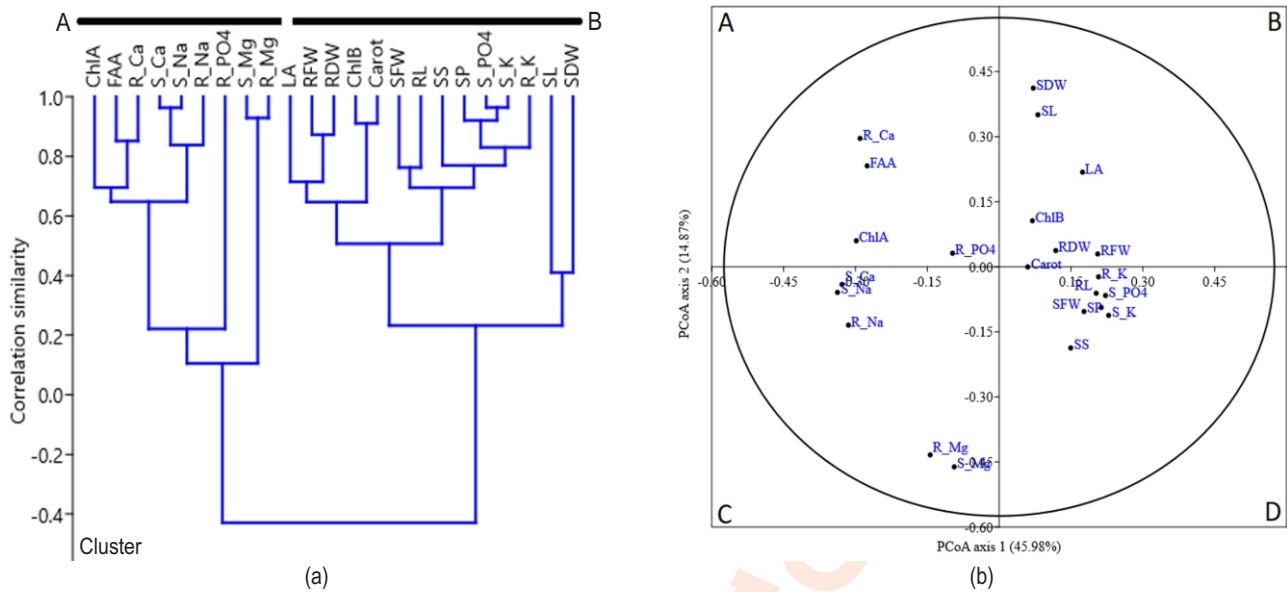 A B
ChlA FAA R_Ca S_Ca S_Na R_Na R_PO4 S_Mg R_Mg LA RFW RDW ChlB Carot SFW RL SS SP S_PO4 S_K R_K SL SDW
1.0
0.8
0.6
0.4
0.2
0.0
-0.2
-0.4
Correlation similarity
Cluster
(a)
A B
0.45
SDW
SL
0.30
R_Ca
FAA
LA
0.15
ChlB
ChlA
RDW RFW
R_PO4
0.00
Carot
-0.60 -0.45 -0.30 -0.15 0.15 0.30 0.45
S_Ca
R_K
S_Na
RL S_PO4
SFW SP S_K
R_Na
-0.15
SS
-0.30
R_Mg
S_Mg
-0.45
C D
-0.60
PCoA axis 2 (14.87%)
PCoA axis 1 (45.98%)
(b)